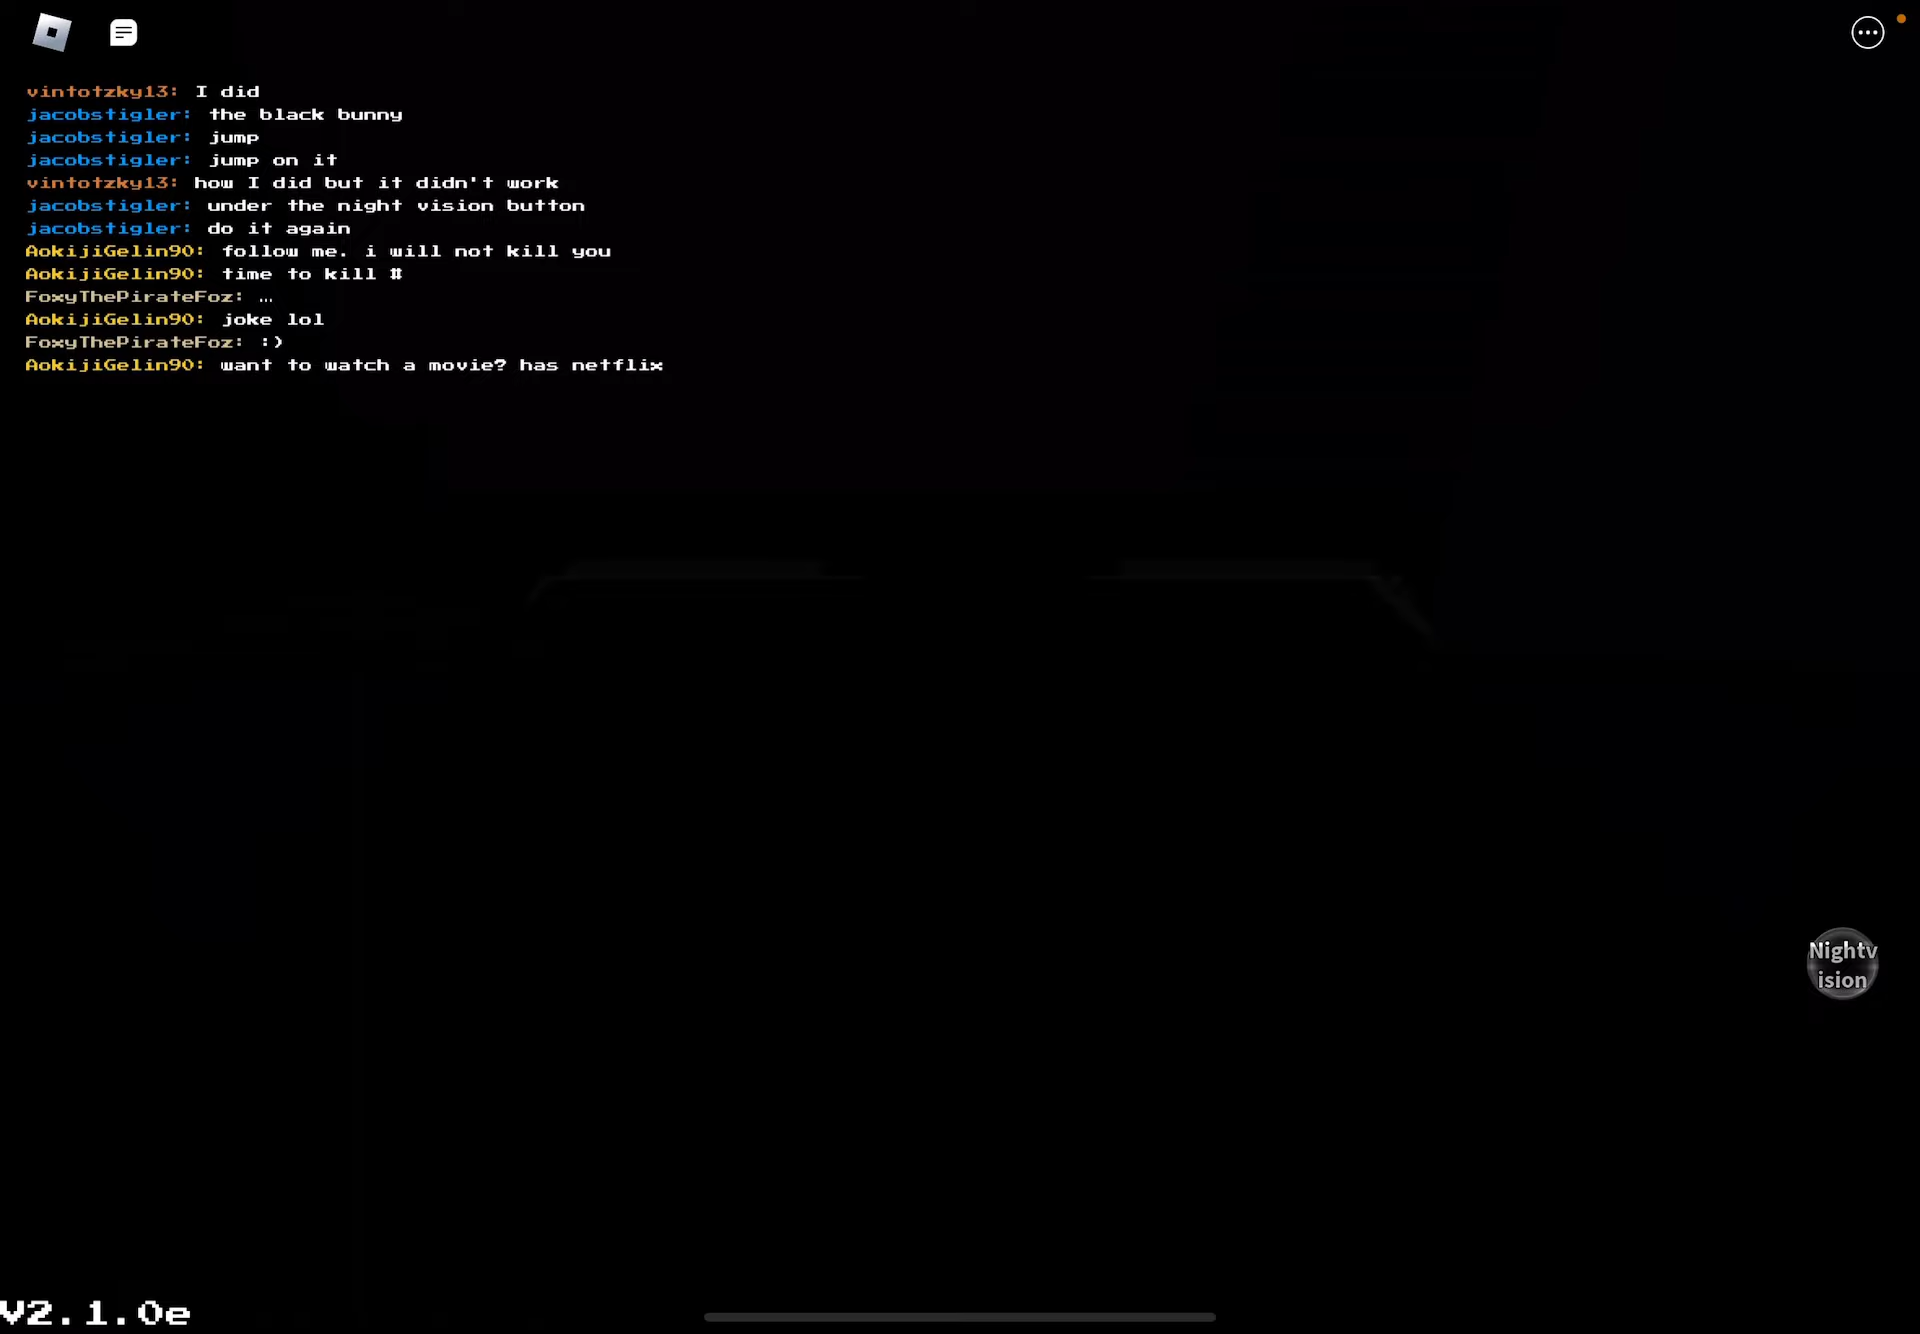 vintotzky13: I did
jacobstigler: the black bunny
jacobstigler: jump
jacobstigler: jump on it
vintotzky13: how I did but it didn't work
jacobstigler: under the night vision button
jacobstigler: do it again
AokijiGelin90: follow me. i will not kill you
AokijiGelin90: time to kill #
FoxyThePirateFoz: …
AokijiGelin90: joke lol
FoxyThePirateFoz: :)
AokijiGelin90: want to watch a movie? has netflix
Nightv
ision
V2.1.0e